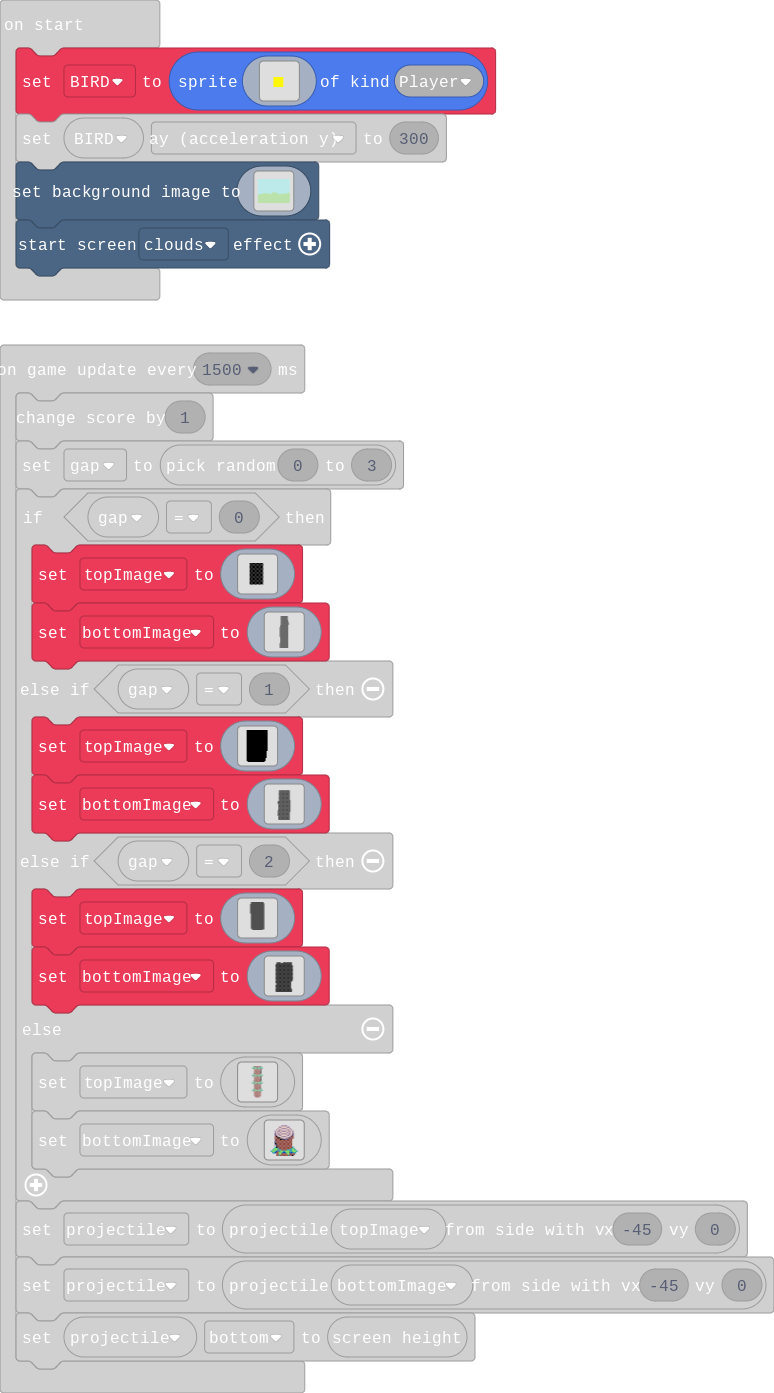 on start
set BIRD to sprite of kind Player
set BIRD ay (acceleration y) to 300
set background image to
start screen clouds effect
on game update every 1500 ms
change score by 1
set gap to pick random 0 to 3
if gap = 0 then
set topImage to
set bottomImage to
else if gap = 1 then
set topImage to
set bottomImage to
else if gap = 2 then
set topImage to
set bottomImage to
else
set topImage to
set bottomImage to
set projectile to projectile topImage from side with vx -45 vy 0
set projectile to projectile bottomImage from side with vx -45 vy 0
set projectile bottom to screen height